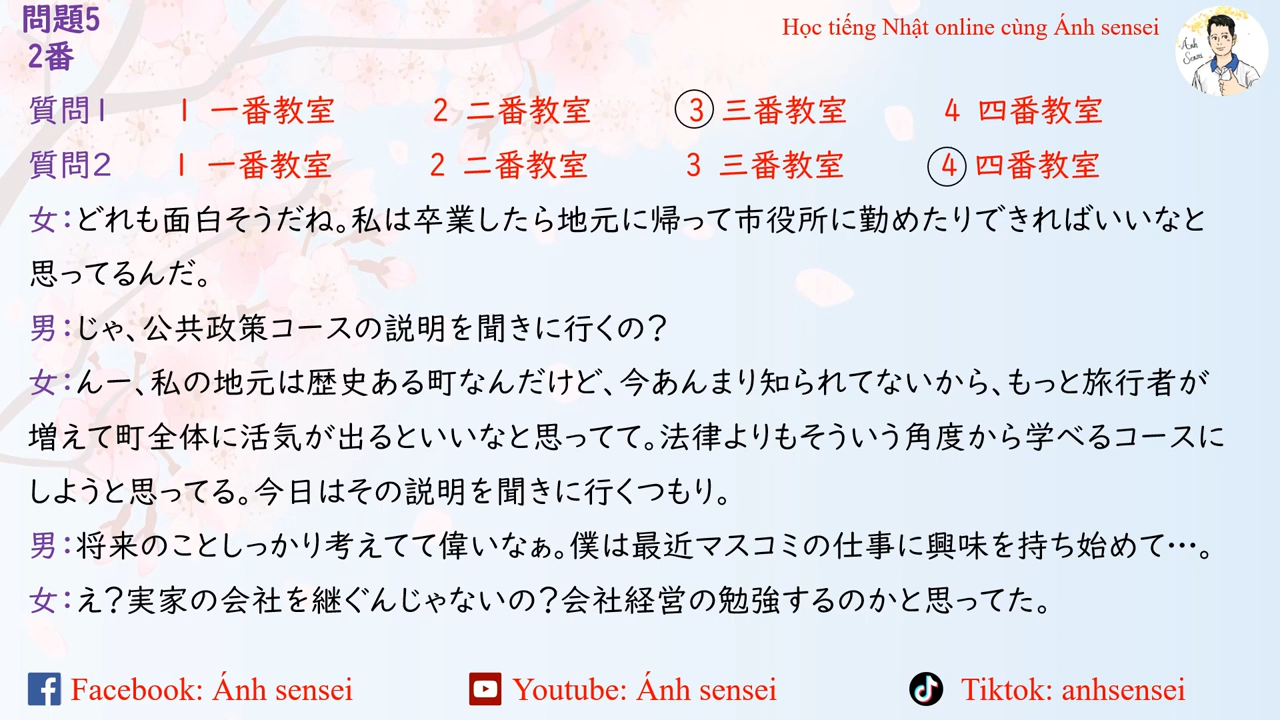 問題5
Học tiếng Nhật online cùng Ánh sensei
Ánh Sensei
2番
質問1 1 一番教室 2 二番教室 3 三番教室 4 四番教室
質問2 1 一番教室 2 二番教室 3 三番教室 4 四番教室
女:どれも面白そうだね。私は卒業したら地元に帰って市役所に勤めたりできればいいなと
思ってるんだ。
男:じゃ、公共政策コースの説明を聞きに行くの?
女:んー、私の地元は歴史ある町なんだけど、今あんまり知られてないから、もっと旅行者が
増えて町全体に活気が出るといいなと思ってて。法律よりもそういう角度から学べるコースに
しようと思ってる。今日はその説明を聞きに行くつもり。
男:将来のことしっかり考えてて偉いなぁ。僕は最近マスコミの仕事に興味を持ち始めて…。
女:え?実家の会社を継ぐんじゃないの?会社経営の勉強するのかと思ってた。
Facebook: Ánh sensei Youtube: Ánh sensei Tiktok: anhsensei